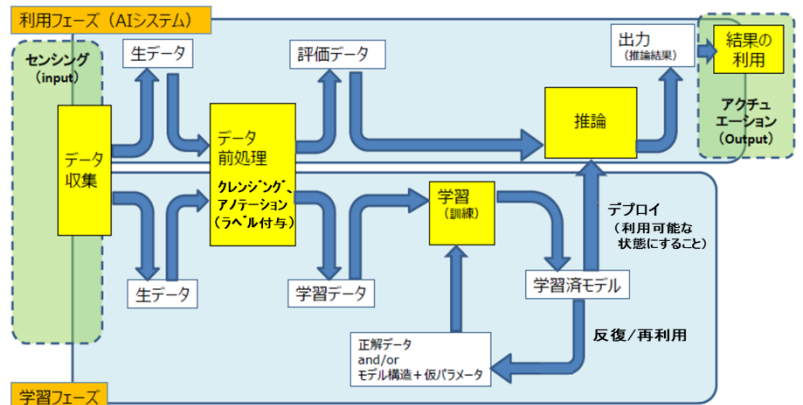 利用フェーズ（AIシステム）
センシング
（input）
生データ
評価データ
出力
（推論結果）
結果の
利用
アクチュ
エーション
（Output）
データ
収集
データ
前処理
クレンジング、
アノテーション
（ラベル付与）
推論
学習
（訓練）
デプロイ
（利用可能な
状態にすること）
生データ
学習データ
学習済モデル
反復/再利用
正解データ
and/or
モデル構造＋仮パラメータ
学習フェーズ